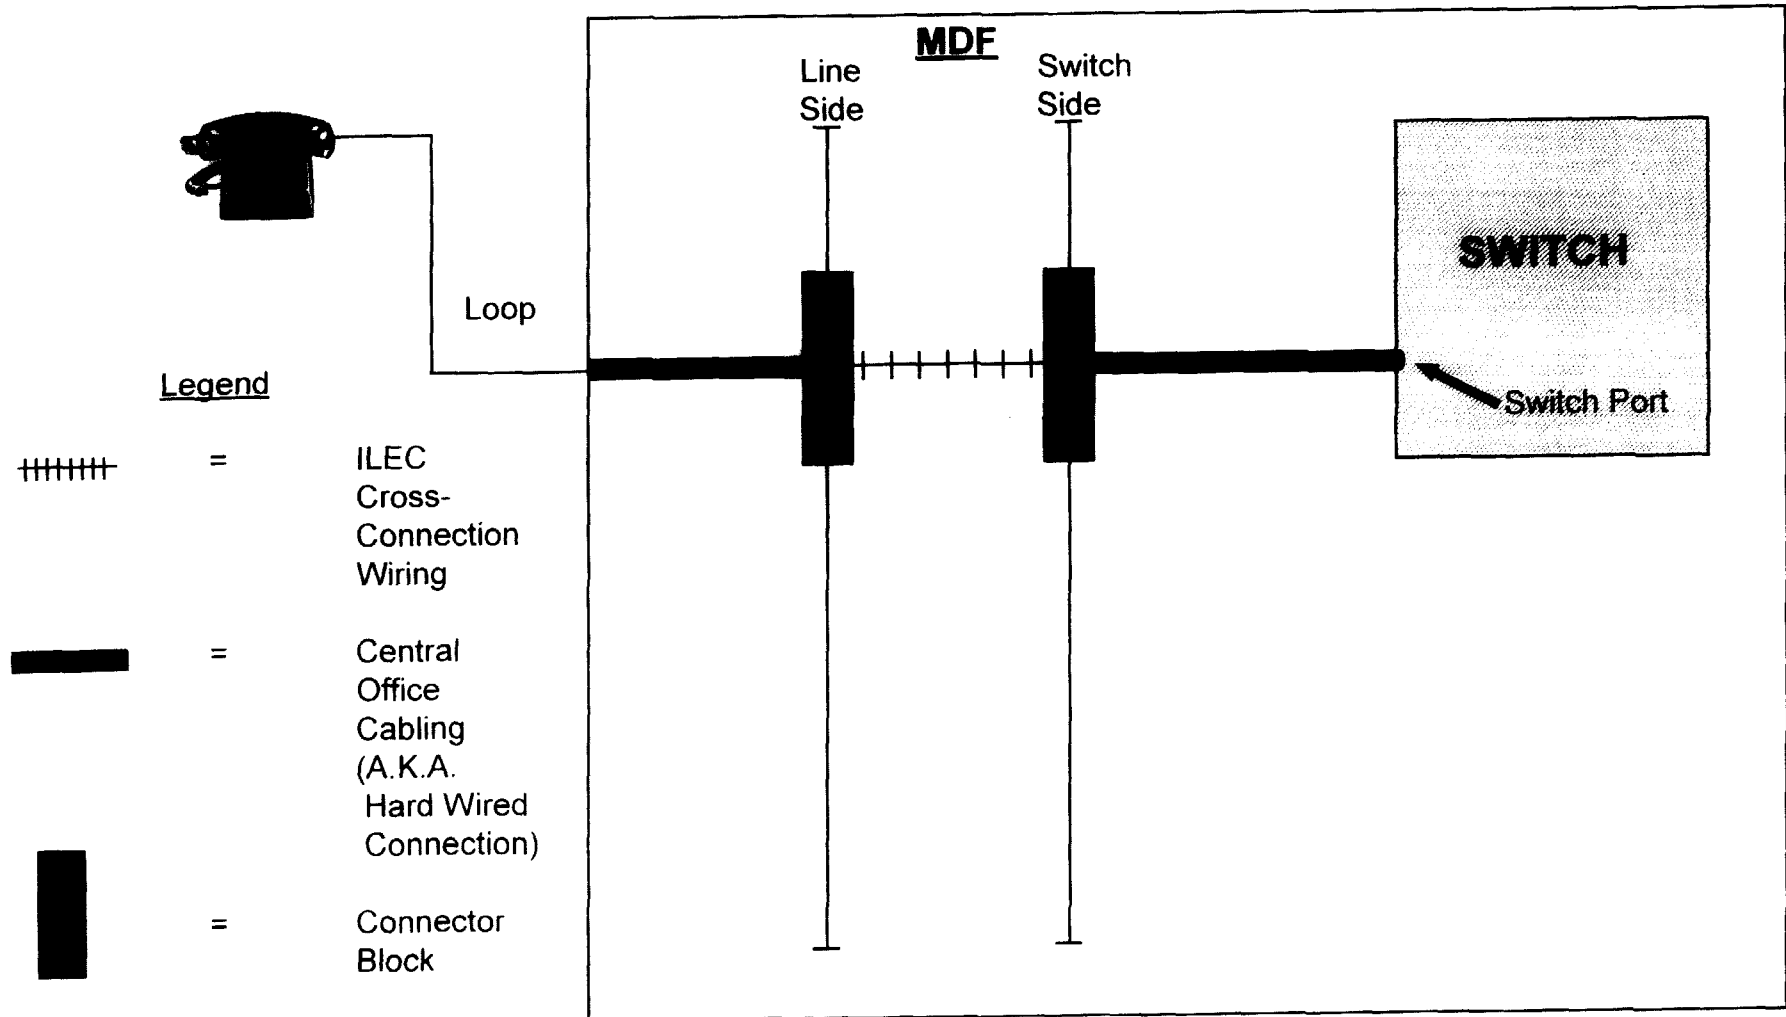 MDF
Line
Side
Switch
Side
SWITCH
Loop
Switch Port
Legend
=
ILEC
Cross-
Connection
Wiring
=
Central
Office
Cabling
(A.K.A.
Hard Wired
Connection)
=
Connector
Block